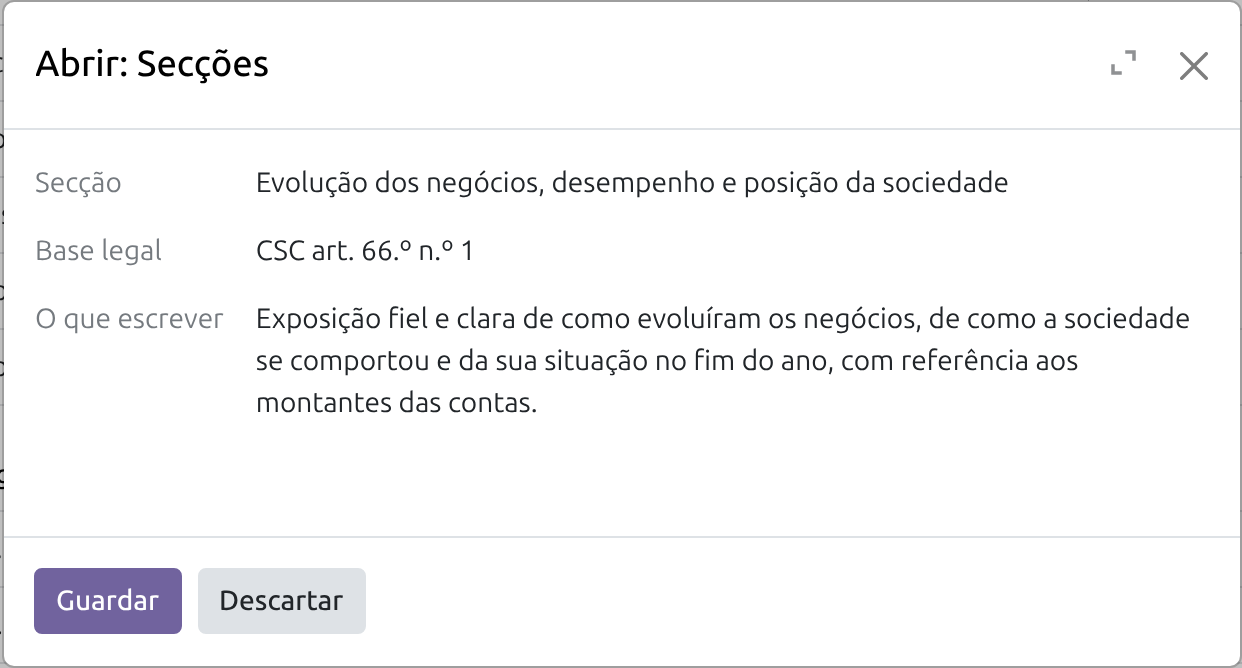 Abrir: Secções
Secção
Evolução dos negócios, desempenho e posição da sociedade
Base legal
CSC art. 66.º n.º 1
O que escrever
Exposição fiel e clara de como evoluíram os negócios, de como a sociedade
se comportou e da sua situação no fim do ano, com referência aos
montantes das contas.
Guardar
Descartar